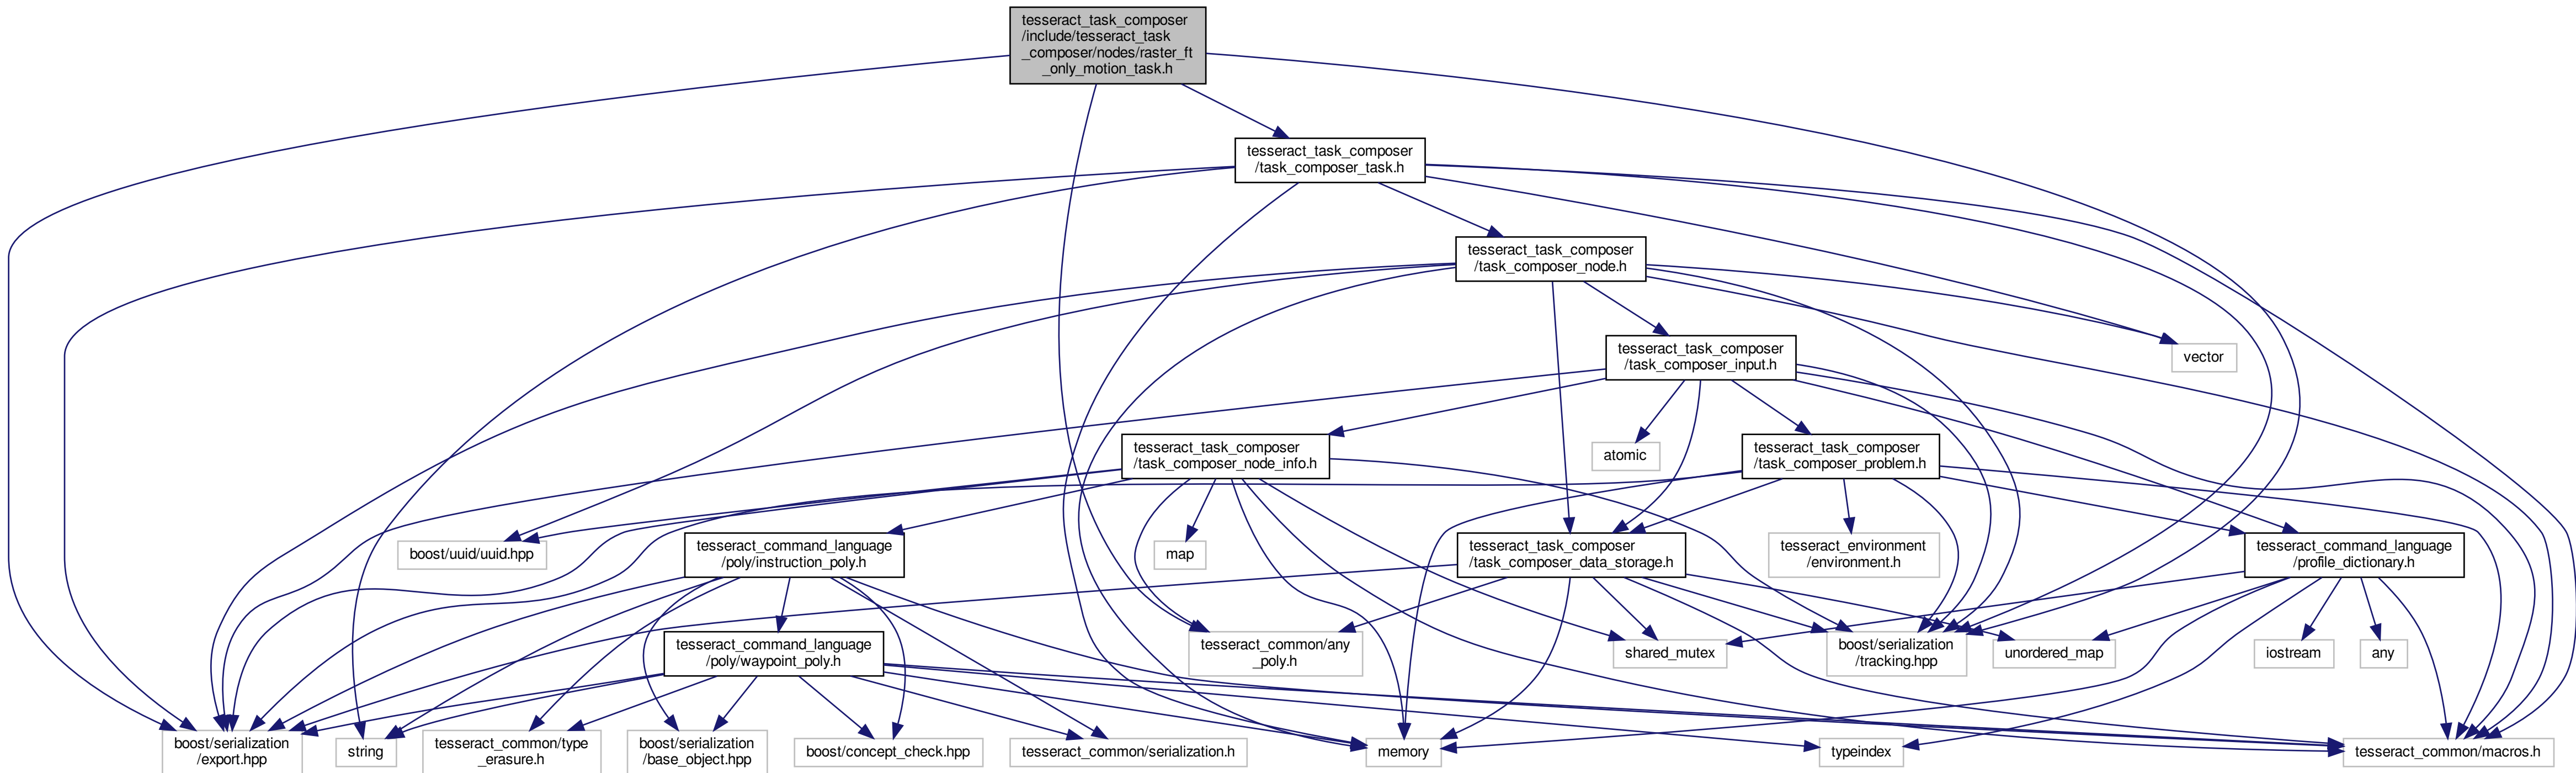 tesseract_task_composer
/include/tesseract_task
_composer/nodes/raster_ft
_only_motion_task.h
tesseract_task_composer
/task_composer_task.h
tesseract_task_composer
/task_composer_node.h
tesseract_task_composer
/task_composer_input.h
vector
tesseract_task_composer
/task_composer_node_info.h
atomic
tesseract_task_composer
/task_composer_problem.h
boost/uuid/uuid.hpp
tesseract_command_language
/poly/instruction_poly.h
map
tesseract_task_composer
/task_composer_data_storage.h
tesseract_environment
/environment.h
tesseract_command_language
/profile_dictionary.h
tesseract_command_language
/poly/waypoint_poly.h
tesseract_common/any
_poly.h
shared_mutex
boost/serialization
/tracking.hpp
unordered_map
iostream
any
boost/serialization
/export.hpp
string
tesseract_common/type
_erasure.h
boost/serialization
/base_object.hpp
boost/concept_check.hpp
tesseract_common/serialization.h
memory
typeindex
tesseract_common/macros.h